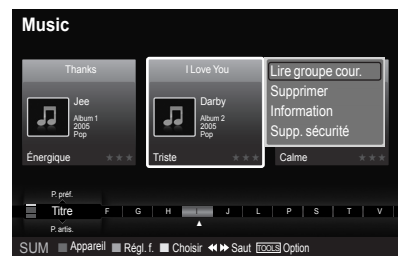 Music
Thanks
Jee
Album 1
2005
Pop
Énergique
I Love You
Darby
Album 2
2005
Pop
Triste
Lire groupe cour.
Supprimer
Information
Supp. sécurité
Calme
P. préf.
Titre F G H I J L P S T V
P. artis.
SUM Appareil Régl. f. Choisir Saut TOOLS Option